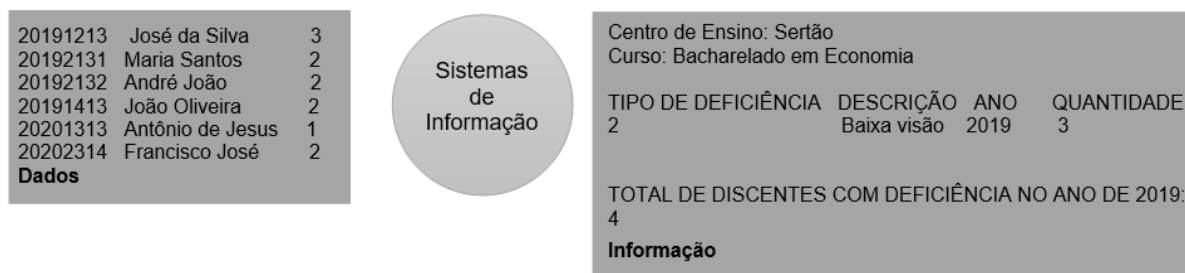 20191213 José da Silva 3
20192131 Maria Santos 2
20192132 André João 2
20191413 João Oliveira 2
20201313 Antônio de Jesus 1
20202314 Francisco José 2
Dados
Sistemas
de
Informação
Centro de Ensino: Sertão
Curso: Bacharelado em Economia
TIPO DE DEFICIÊNCIA DESCRIÇÃO ANO QUANTIDADE
2 Baixa visão 2019 3
TOTAL DE DISCENTES COM DEFICIÊNCIA NO ANO DE 2019:
4
Informação